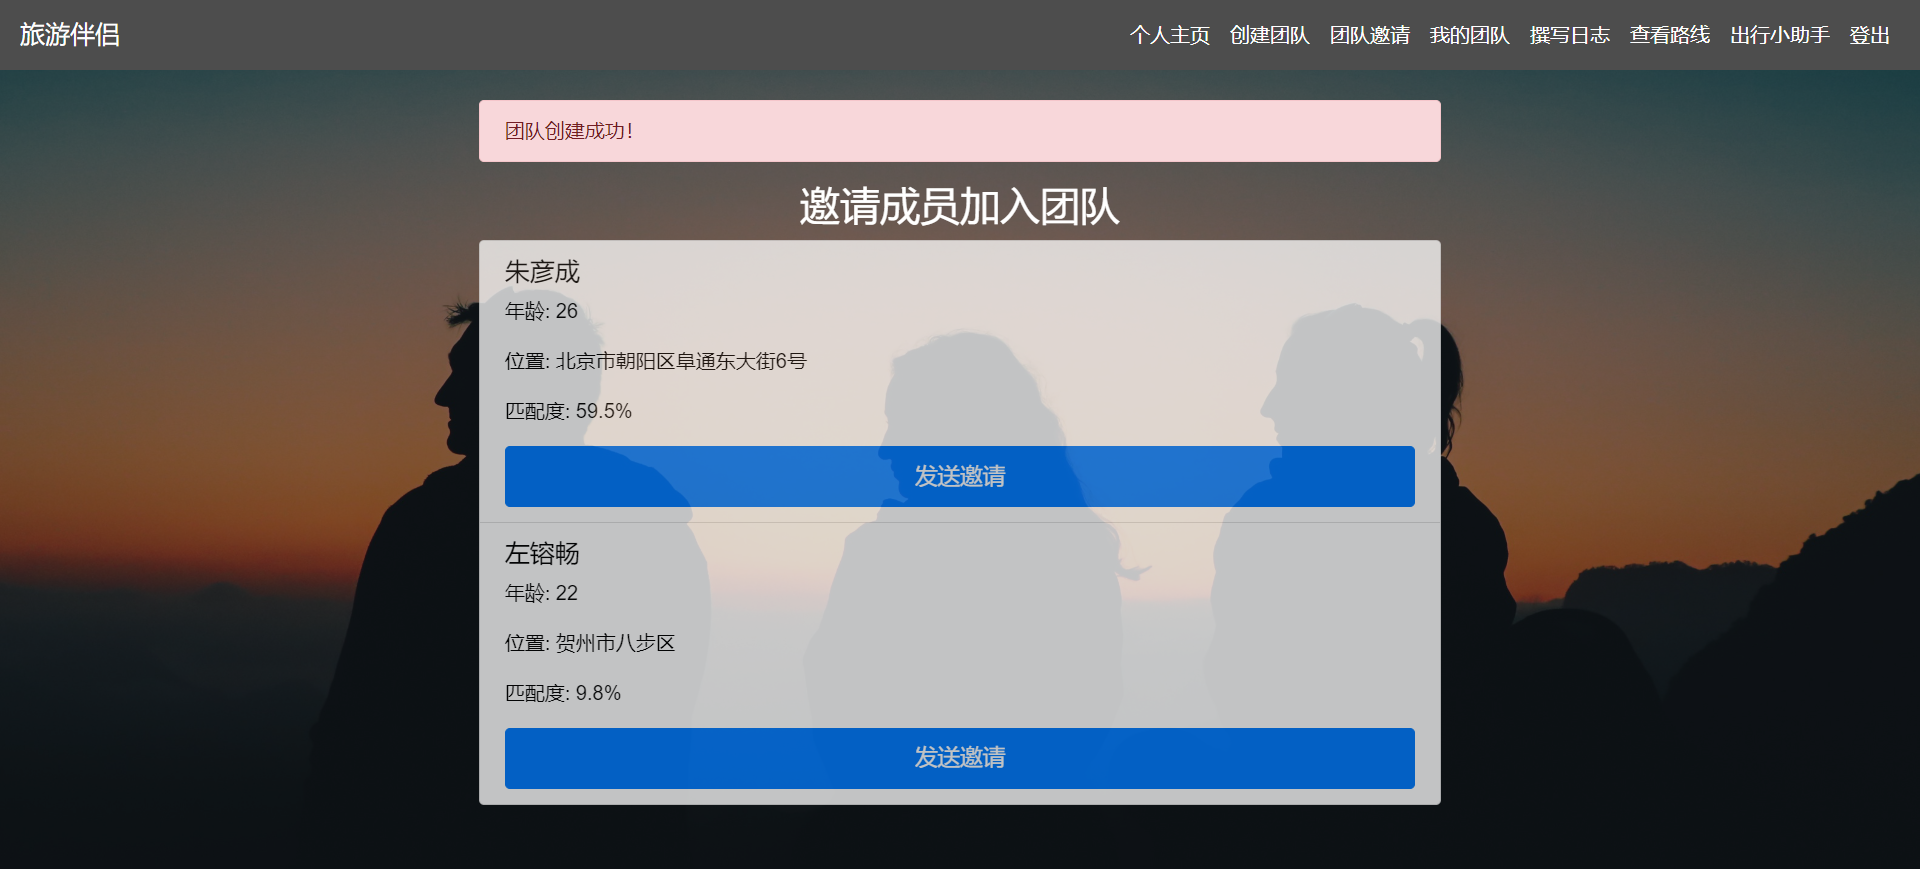 旅游伴侣
个人主页 创建团队 团队邀请 我的团队 撰写日志 查看路线 出行小助手 登出
团队创建成功！
邀请成员加入团队
朱彦成
年龄: 26
位置: 北京市朝阳区阜通东大街6号
匹配度: 59.5%
发送邀请
左镕畅
年龄: 22
位置: 贺州市八步区
匹配度: 9.8%
发送邀请